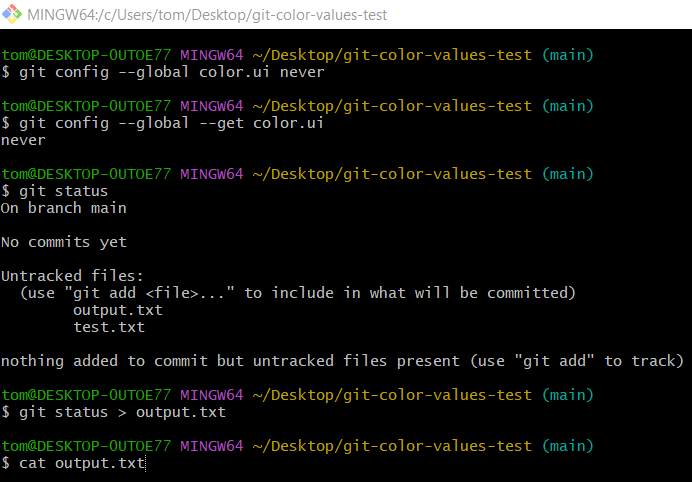 MINGW64:/c/Users/tom/Desktop/git-color-values-test
tom@DESKTOP-OUTOE77 MINGW64 ~/Desktop/git-color-values-test (main)
$ git config --global color.ui never
tom@DESKTOP-OUTOE77 MINGW64 ~/Desktop/git-color-values-test (main)
$ git config --global --get color.ui
never
tom@DESKTOP-OUTOE77 MINGW64 ~/Desktop/git-color-values-test (main)
$ git status
On branch main
No commits yet
Untracked files:
(use "git add <file>..." to include in what will be committed)
output.txt
test.txt
nothing added to commit but untracked files present (use "git add" to track)
tom@DESKTOP-OUTOE77 MINGW64 ~/Desktop/git-color-values-test (main)
$ git status > output.txt
tom@DESKTOP-OUTOE77 MINGW64 ~/Desktop/git-color-values-test (main)
$ cat output.txt